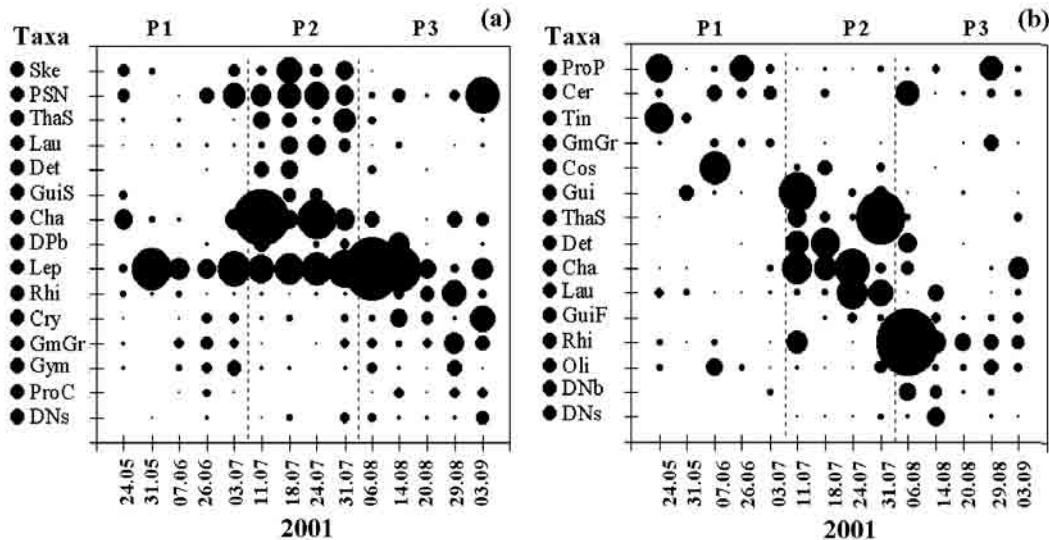 (a)
Taxa
P1 P2 P3
Ske
PSN
ThaS
Lau
Det
GuiS
Cha
DPb
Lep
Rhi
Cry
GmGr
Gym
ProC
DNs
24.05 31.05 07.06 26.06 03.07 11.07 18.07 24.07 31.07 06.08 14.08 20.08 29.08 03.09
2001
(b)
Taxa
P1 P2 P3
ProP
Cer
Tin
GmGr
Cos
Gui
ThaS
Det
Cha
Lau
GuiF
Rhi
Oli
DNb
DNs
24.05 31.05 07.06 26.06 03.07 11.07 18.07 24.07 31.07 06.08 14.08 20.08 29.08 03.09
2001